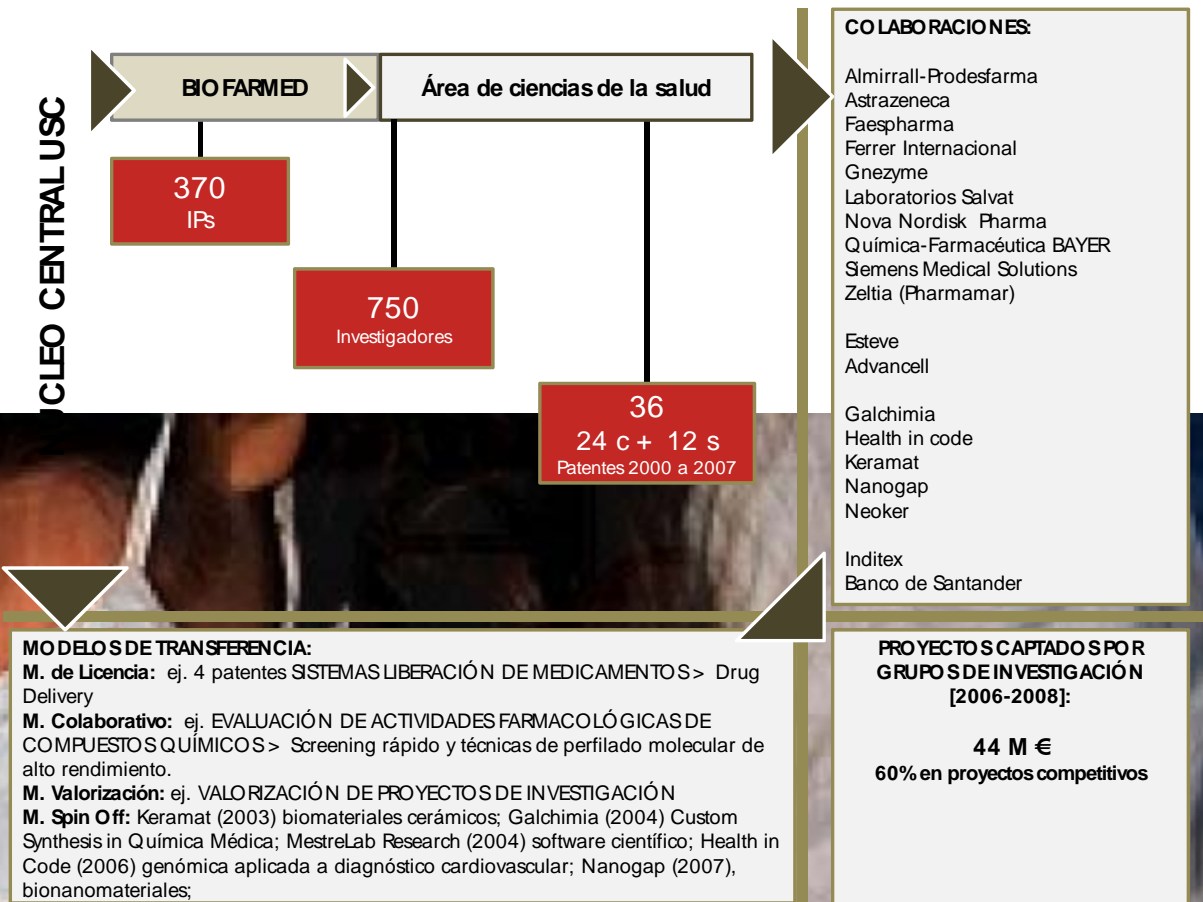 NÚCLEO CENTRAL USC
BIOFARMED
Área de ciencias de la salud
370
IPs
750
Investigadores
36
24 c + 12 s
Patentes 2000 a 2007
COLABORACIONES:
Almirrall-Prodesfarma
Astrazeneca
Faespharma
Ferrer Internacional
Gnezyme
Laboratorios Salvat
Nova Nordisk Pharma
Química-Farmacéutica BAYER
Siemens Medical Solutions
Zeltia (Pharmamar)
Esteve
Advancell
Galchimia
Health in code
Keramat
Nanogap
Neoker
Inditex
Banco de Santander
MODELOS DE TRANSFERENCIA:
M. de Licencia: ej. 4 patentes SISTEMAS LIBERACIÓN DE MEDICAMENTOS > Drug
Delivery
M. Colaborativo: ej. EVALUACIÓN DE ACTIVIDADES FARMACOLÓGICAS DE
COMPUESTOS QUÍMICOS > Screening rápido y técnicas de perfilado molecular de
alto rendimiento.
M. Valorización: ej. VALORIZACIÓN DE PROYECTOS DE INVESTIGACIÓN
M. Spin Off: Keramat (2003) biomateriales cerámicos; Galchimia (2004) Custom
Synthesis in Química Médica; MestreLab Research (2004) software científico; Health in
Code (2006) genómica aplicada a diagnóstico cardiovascular; Nanogap (2007),
bionanomateriales;
PROYECTOS CAPTADOS POR
GRUPOS DE INVESTIGACIÓN
[2006-2008]:
44 M €
60% en proyectos competitivos